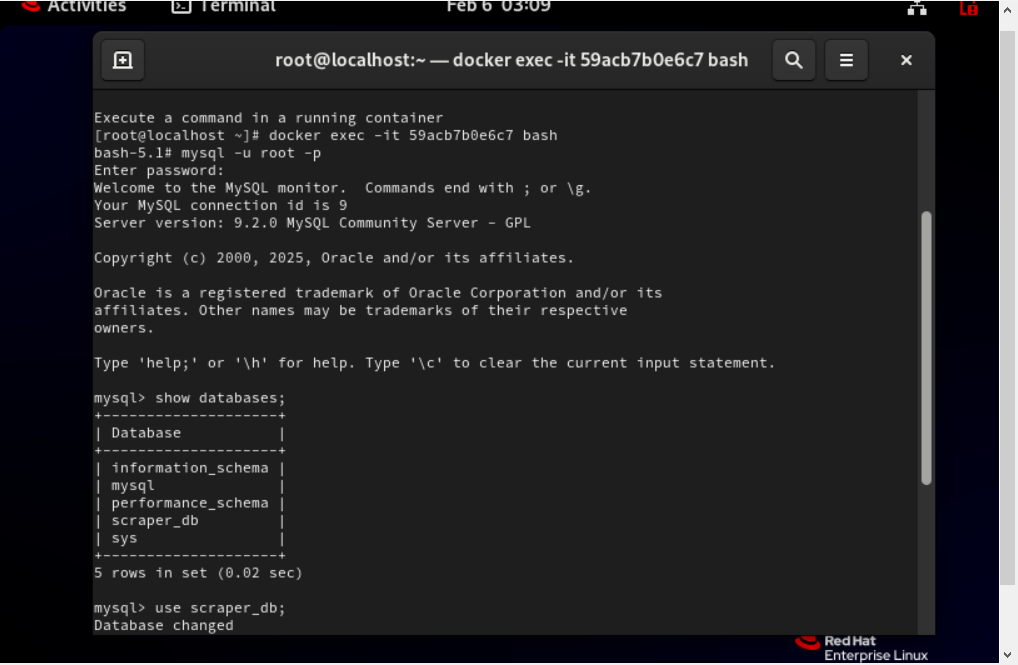 Activities
Terminal
Feb 6 03:09
root@localhost:~ — docker exec -it 59acb7b0e6c7 bash
Execute a command in a running container
[root@localhost ~]# docker exec -it 59acb7b0e6c7 bash
bash-5.1# mysql -u root -p
Enter password:
Welcome to the MySQL monitor.  Commands end with ; or \g.
Your MySQL connection id is 9
Server version: 9.2.0 MySQL Community Server - GPL
Copyright (c) 2000, 2025, Oracle and/or its affiliates.
Oracle is a registered trademark of Oracle Corporation and/or its
affiliates. Other names may be trademarks of their respective
owners.
Type 'help;' or '\h' for help. Type '\c' to clear the current input statement.
mysql> show databases;
+--------------------+
| Database           |
+--------------------+
| information_schema |
| mysql              |
| performance_schema |
| scraper_db         |
| sys                |
+--------------------+
5 rows in set (0.02 sec)
mysql> use scraper_db;
Database changed
Red Hat
Enterprise Linux